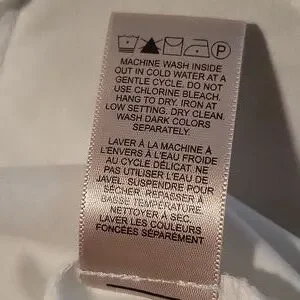 P
MACHINE WASH INSIDE
OUT IN COLD WATER AT A
GENTLE CYCLE. DO NOT
USE CHLORINE BLEACH.
HANG TO DRY. IRON AT
LOW SETTING. DRY CLEAN.
WASH DARK COLORS
SEPARATELY.
LAVER À LA MACHINE À
L'ENVERS À L'EAU FROIDE
AU CYCLE DÉLICAT. NE
PAS UTILISER L'EAU DE
JAVEL. SUSPENDRE POUR
SÉCHER. REPASSER À
BASSE TEMPÉRATURE.
NETTOYER À SEC.
LAVER LES COULEURS
FONCÉES SÉPARÉMENT